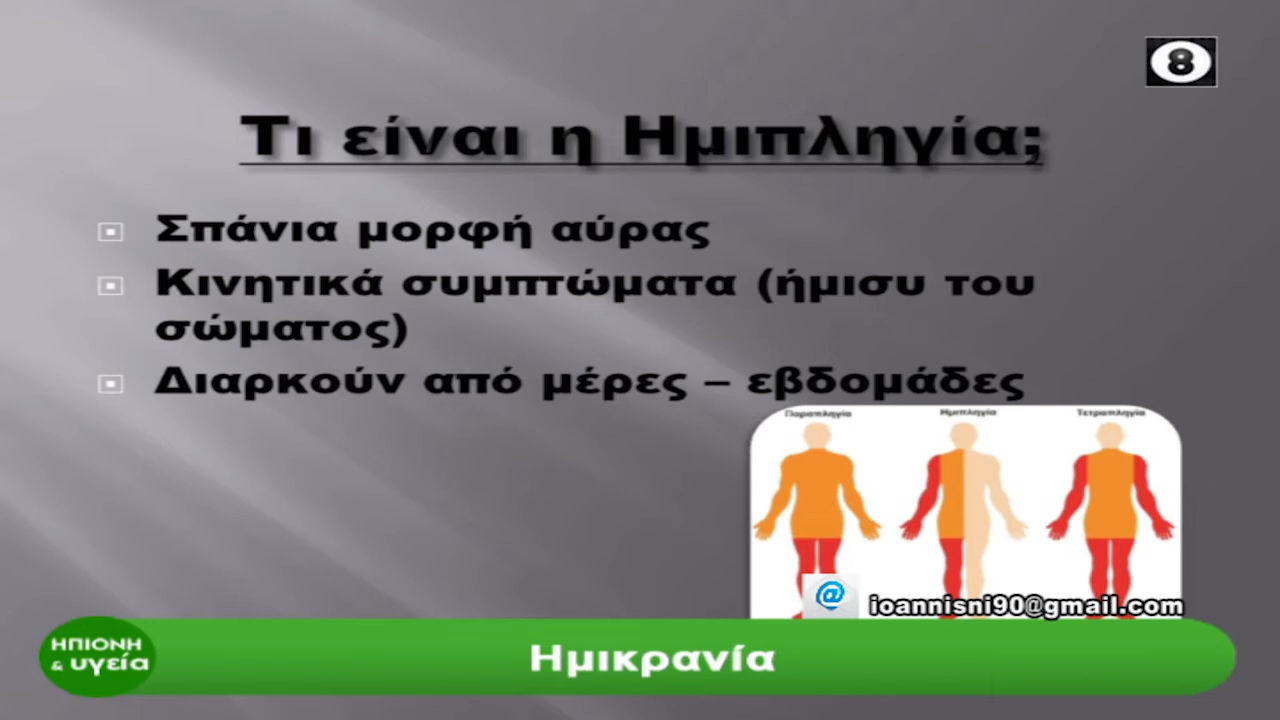 8
Τι είναι η Ημιπληγία;
Σπάνια μορφή αύρας
Κινητικά συμπτώματα (ήμισυ του
σώματος)
Διαρκούν από μέρες – εβδομάδες
Παραπληγία Ημιπληγία Τετραπληγία
@ ioannisni90@gmail.com
ΗΠΙΟΝΗ
& υγεία
Ημικρανία